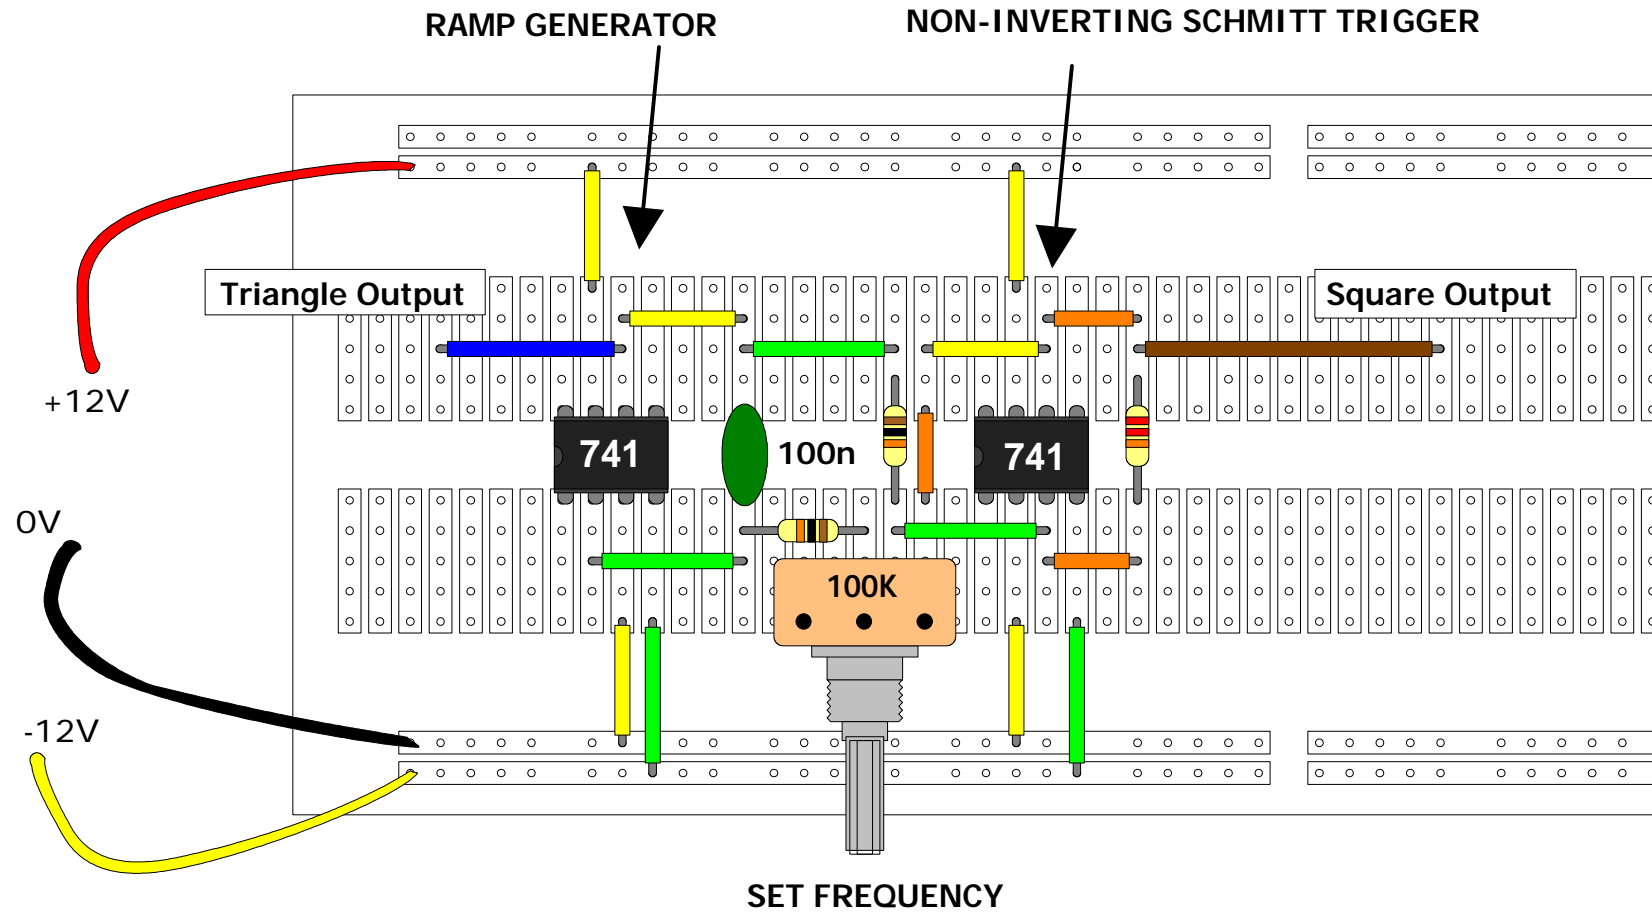 RAMP GENERATOR
NON-INVERTING SCHMITT TRIGGER
Triangle Output
Square Output
+12V
741
100n
741
0V
100K
-12V
SET FREQUENCY